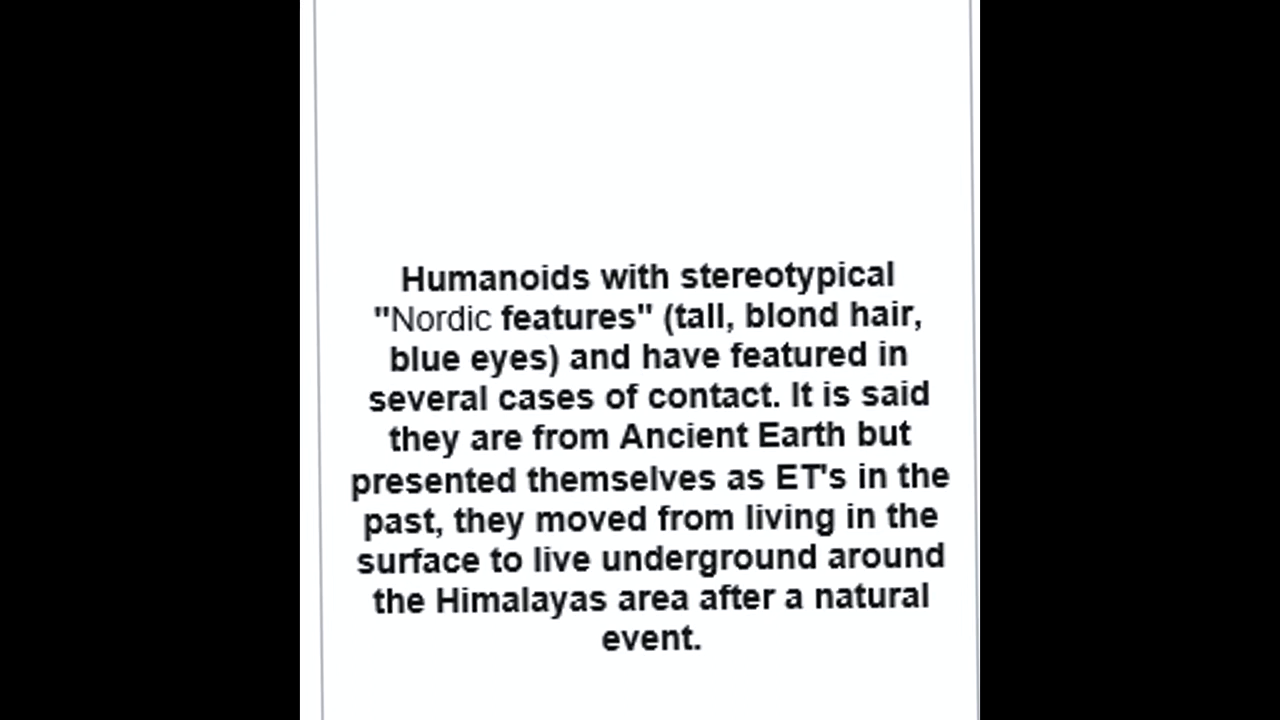 Humanoids with stereotypical
"Nordic features" (tall, blond hair,
blue eyes) and have featured in
several cases of contact. It is said
they are from Ancient Earth but
presented themselves as ET's in the
past, they moved from living in the
surface to live underground around
the Himalayas area after a natural
event.